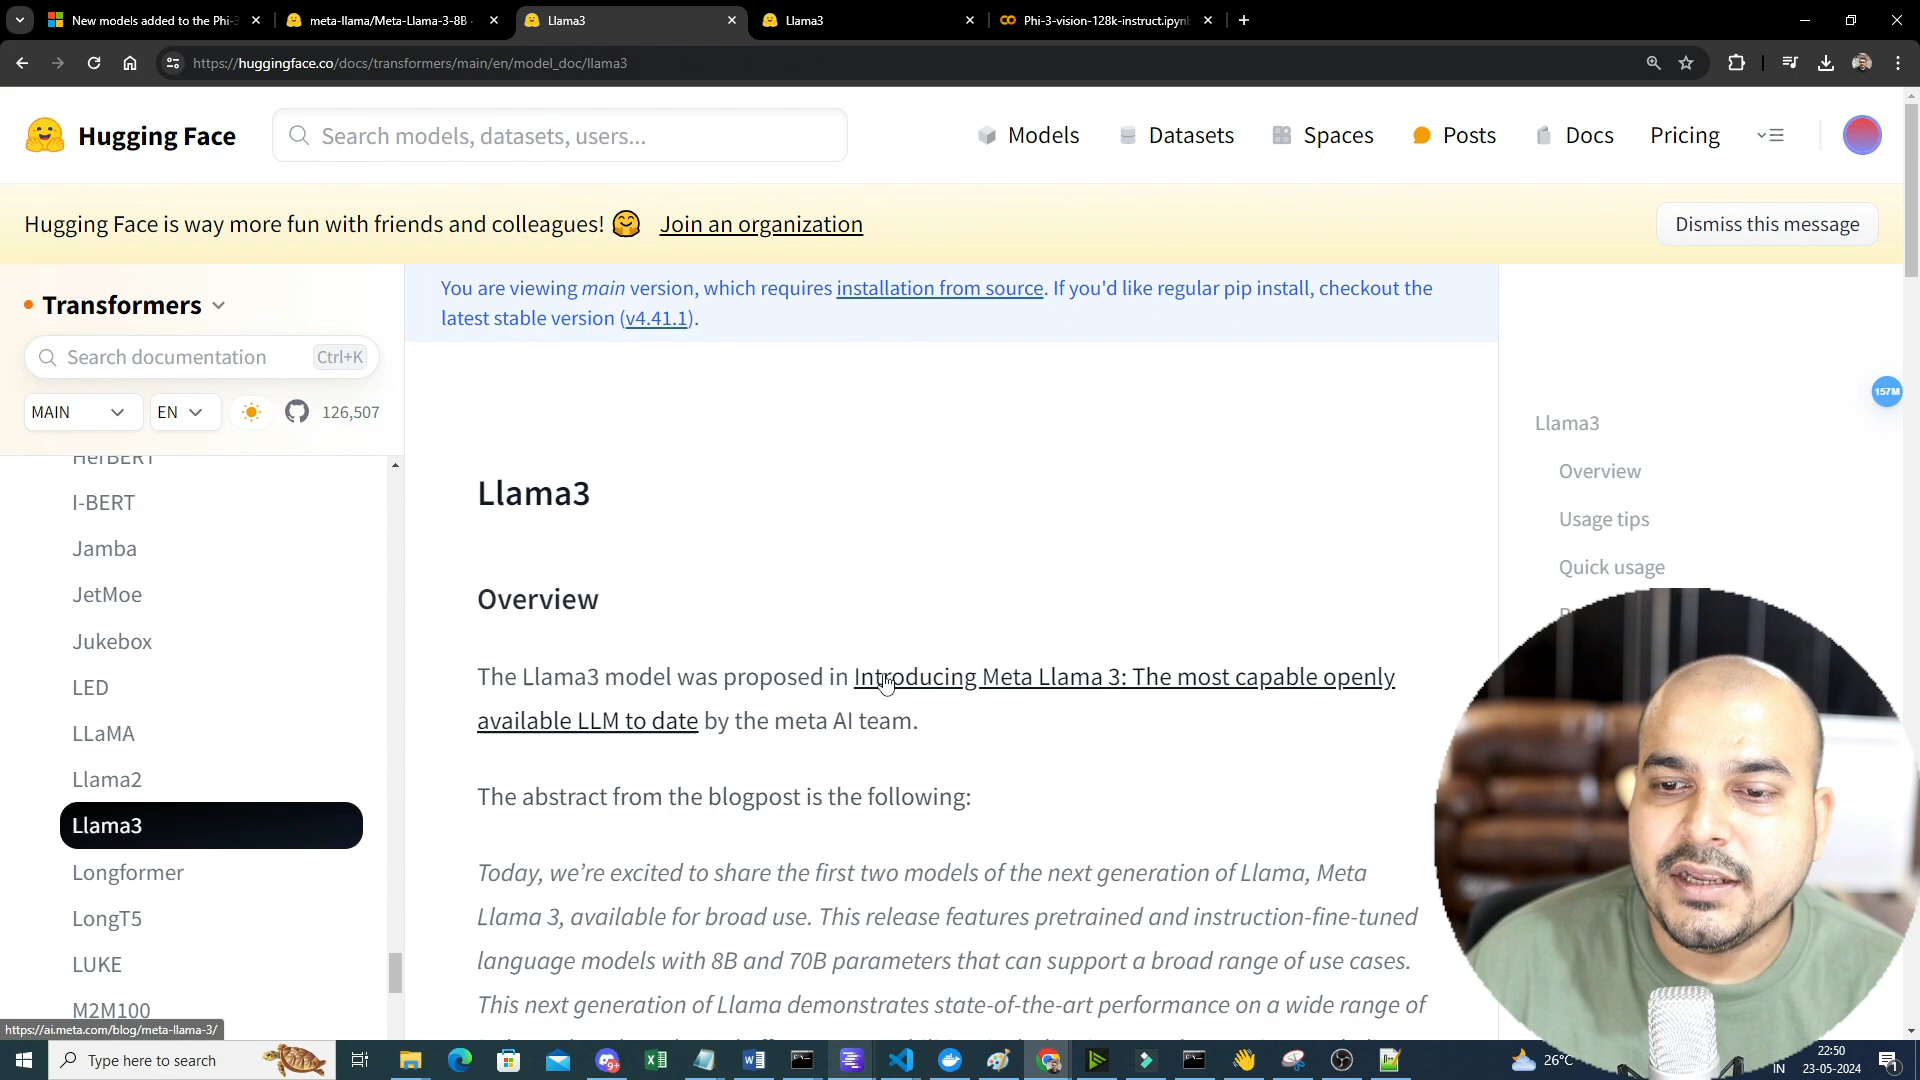 New models added to the Phi-3
meta-llama/Meta-Llama-3-8B
Llama3
Llama3
Phi-3-vision-128k-instruct.ipynb
https://huggingface.co/docs/transformers/main/en/model_doc/llama3
Hugging Face
Search models, datasets, users...
Models
Datasets
Spaces
Posts
Docs
Pricing
Hugging Face is way more fun with friends and colleagues! 🤗 Join an organization
Dismiss this message
Transformers
Search documentation
Ctrl+K
MAIN
EN
126,507
HerBERT
I-BERT
Jamba
JetMoe
Jukebox
LED
LLaMA
Llama2
Llama3
Longformer
LongT5
LUKE
M2M100
https://ai.meta.com/blog/meta-llama-3/
You are viewing main version, which requires installation from source. If you'd like regular pip install, checkout the
latest stable version (v4.41.1).
Llama3
Overview
The Llama3 model was proposed in Introducing Meta Llama 3: The most capable openly
available LLM to date by the meta AI team.
The abstract from the blogpost is the following:
Today, we’re excited to share the first two models of the next generation of Llama, Meta
Llama 3, available for broad use. This release features pretrained and instruction-fine-tuned
language models with 8B and 70B parameters that can support a broad range of use cases.
This next generation of Llama demonstrates state-of-the-art performance on a wide range of
157M
Llama3
Overview
Usage tips
Quick usage
Type here to search
26°C
IN
22:50
23-05-2024